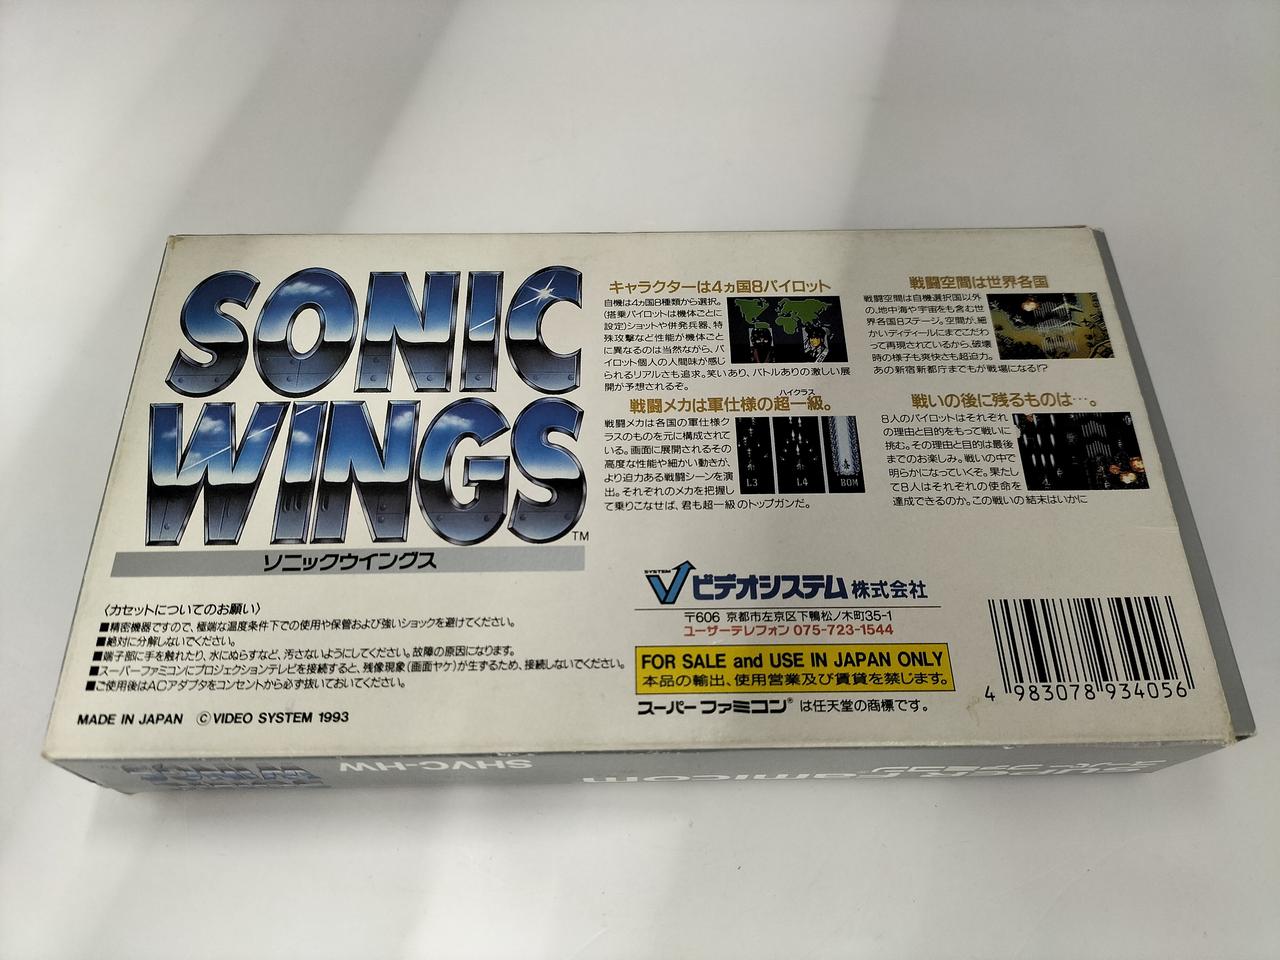 SONIC
WINGS
TM
ソニックウイングス
〈カセットについてのお願い〉
■精密機器ですので、極端な温度条件下での使用や保管および強いショックを避けてください。
■絶対に分解しないでください。
■端子部に手を触れたり、水にぬらすなど、汚さないようにしてください。故障の原因になります。
■スーパーファミコンにプロジェクションテレビを接続すると、残像現象(画面ヤケ)が生ずるため、接続しないでください。
■ご使用後はACアダプタをコンセントから必ず抜いておいてください。
MADE IN JAPAN ©VIDEO SYSTEM 1993
キャラクターは4ヵ国8パイロット
自機は4ヵ国8種類から選択。
(搭乗パイロットは機体ごとに
設定)ショットや併発兵器、特
殊攻撃など性能が機体ごと
に異なるのは当然ながら、パ
イロット個人の人間味が感じ
られるリアルさも追求。笑いあり、バトルありの激しい展
開が予想されるぞ。
ハイクラス
戦闘メカは軍仕様の超一級。
戦闘メカは各国の軍仕様ク
ラスのものを元に構成されて
いる。画面に展開されるその
高度な性能や細かい動きが、
より迫力ある戦闘シーンを演
出。それぞれのメカを把握し
て乗りこなせば、君も超一級のトップガンだ。
L3
L4
BOM
戦闘空間は世界各国
戦闘空間は自機選択国以外
の、地中海や宇宙をも含む世
界各国8ステージ。空間が、細
かいディティールにまでこだわ
って再現されているから、破壊
時の様子も爽快さも超迫力。
あの新宿新都庁までもが戦場になる!?
戦いの後に残るものは…。
8人のパイロットはそれぞれ
の理由と目的をもって戦いに
挑む。その理由と目的は最後
までのお楽しみ。戦いの中で
明らかになっていくぞ。果たし
て8人はそれぞれの使命を
達成できるのか。この戦いの結末はいかに
SYSTEM
V ビデオシステム 株式会社
〒606 京都市左京区下鴨松ノ木町35-1
ユーザーテレフォン 075-723-1544
FOR SALE and USE IN JAPAN ONLY
本品の輸出、使用営業及び賃貸を禁じます。
スーパーファミコン® は任天堂の商標です。
4 983078 934056
SHVC-HW